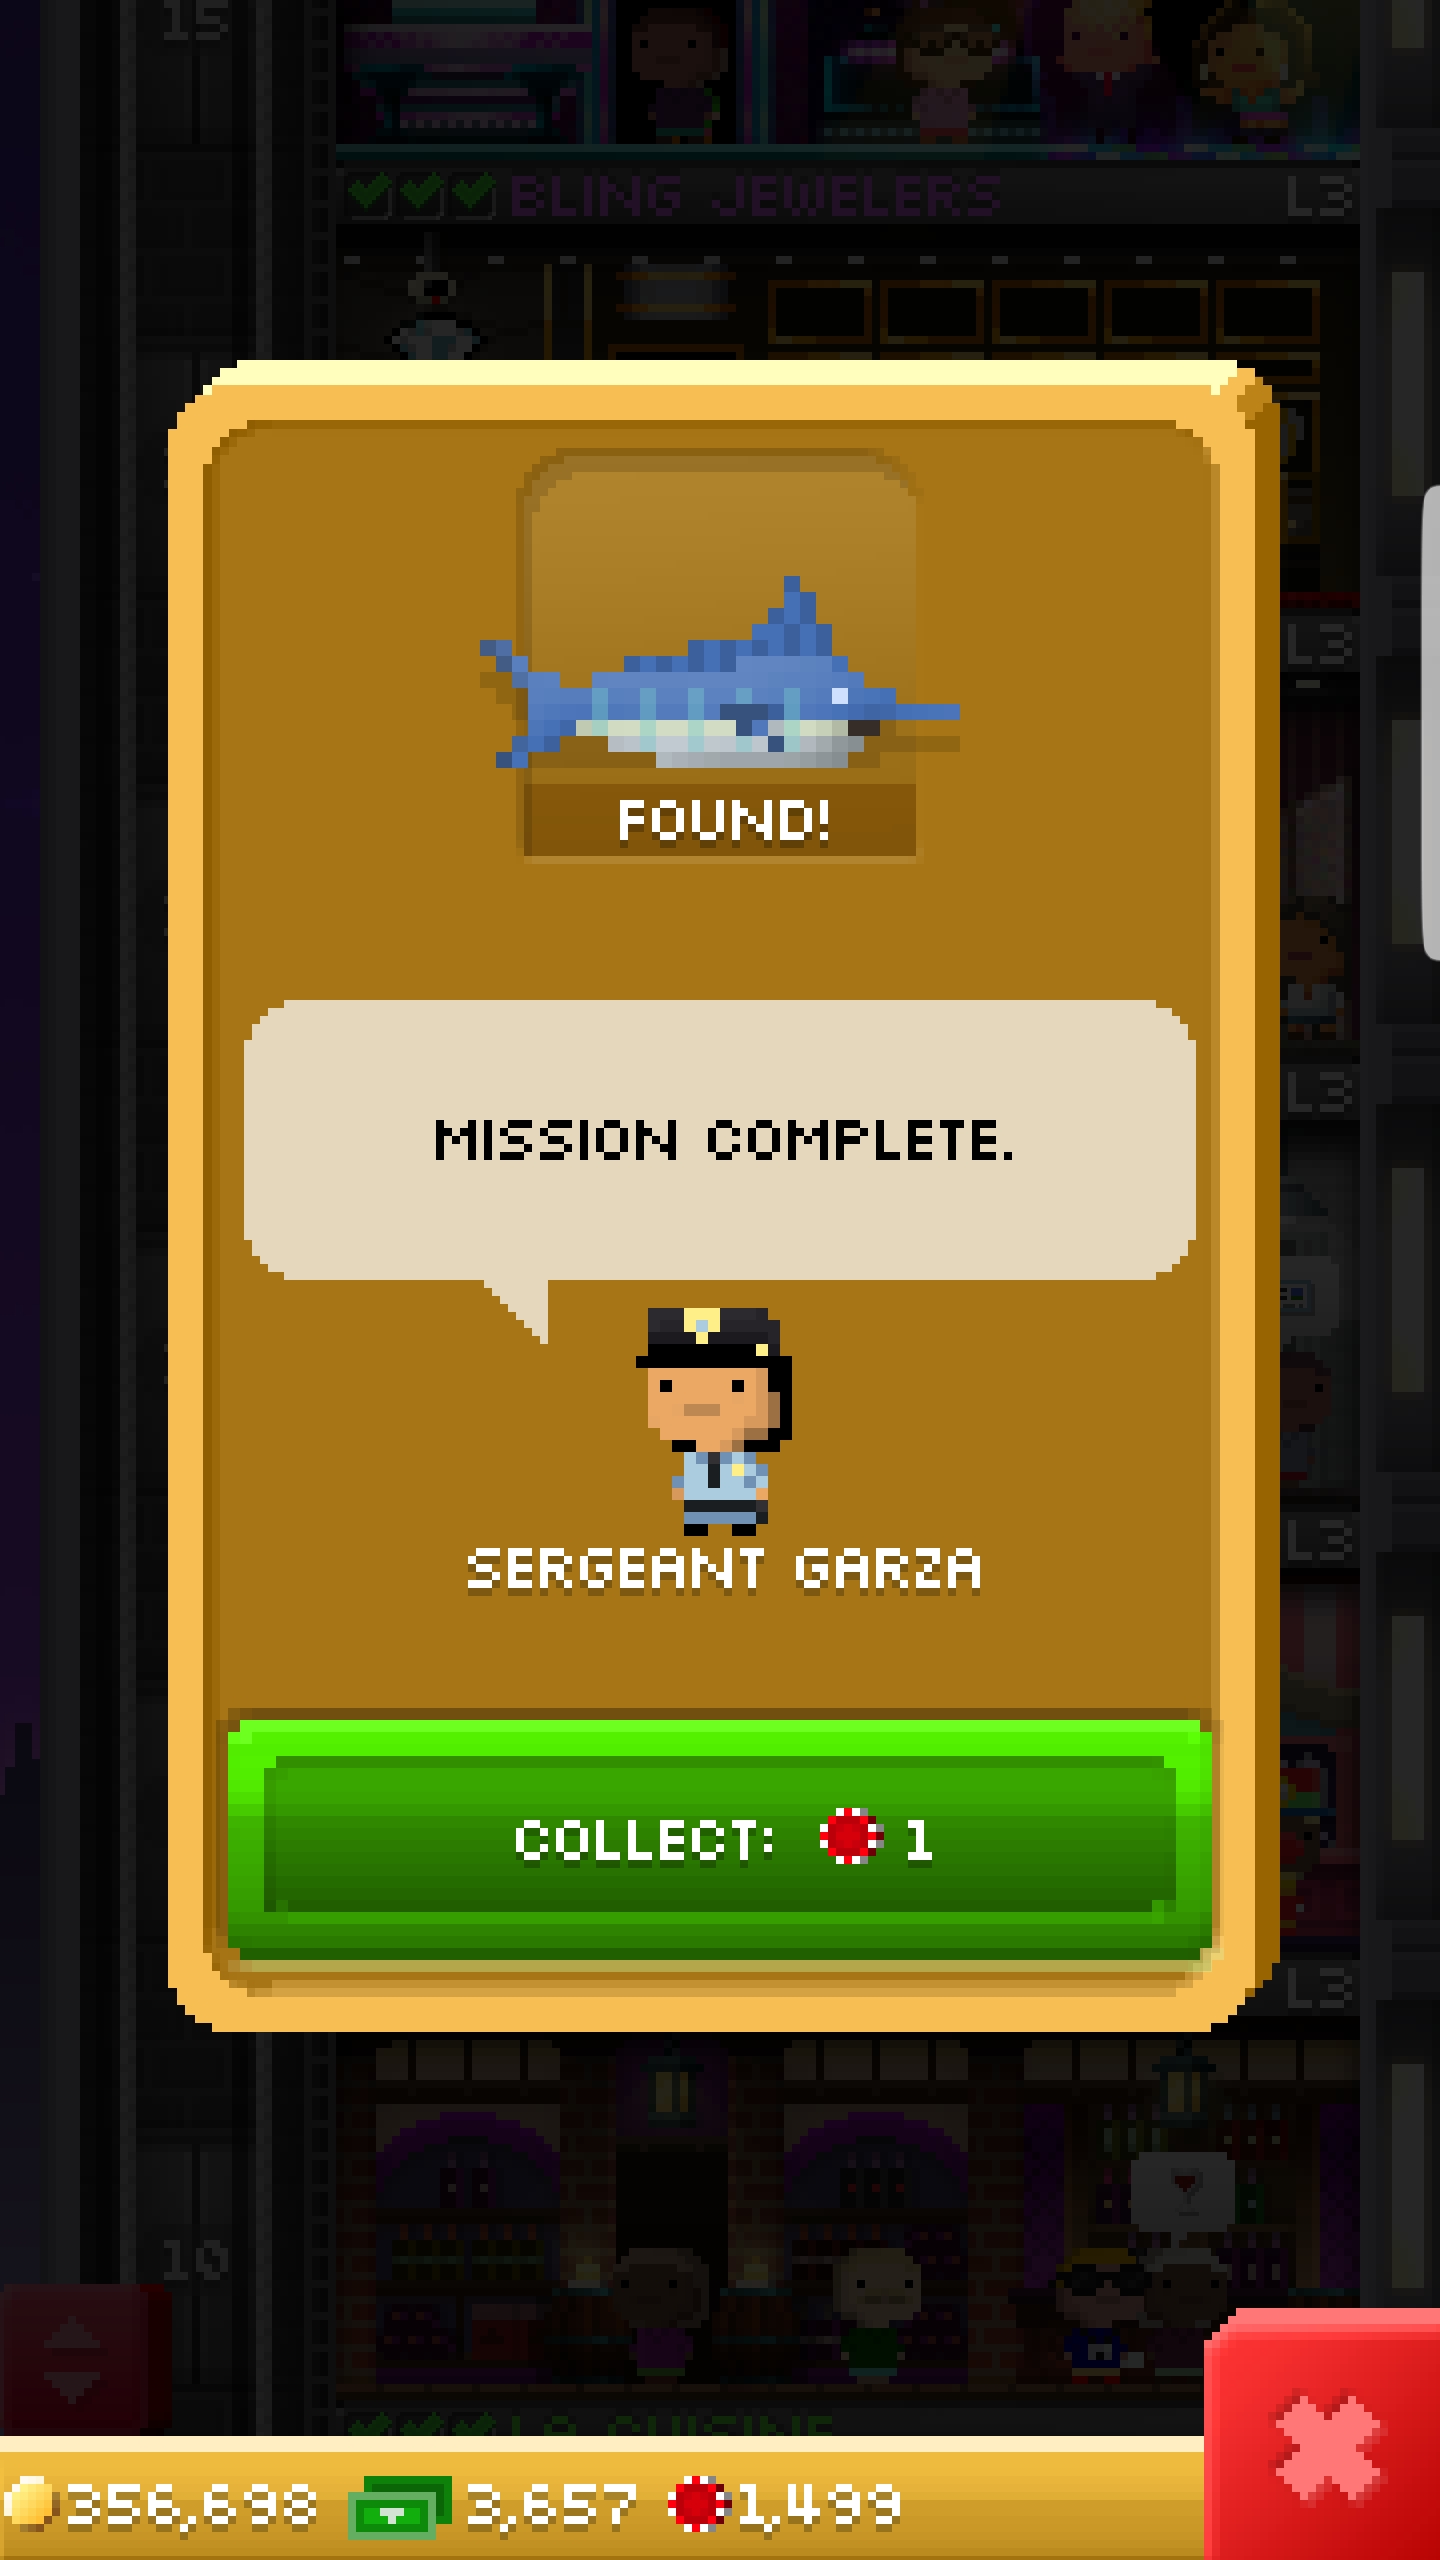 15
BLING JEWELERS L3
L3
FOUND!
L3
MISSION COMPLETE.
L3
SERGEANT GARZA
COLLECT: 1
L3
10
LA CUISINE
356,698 3,657 1,499